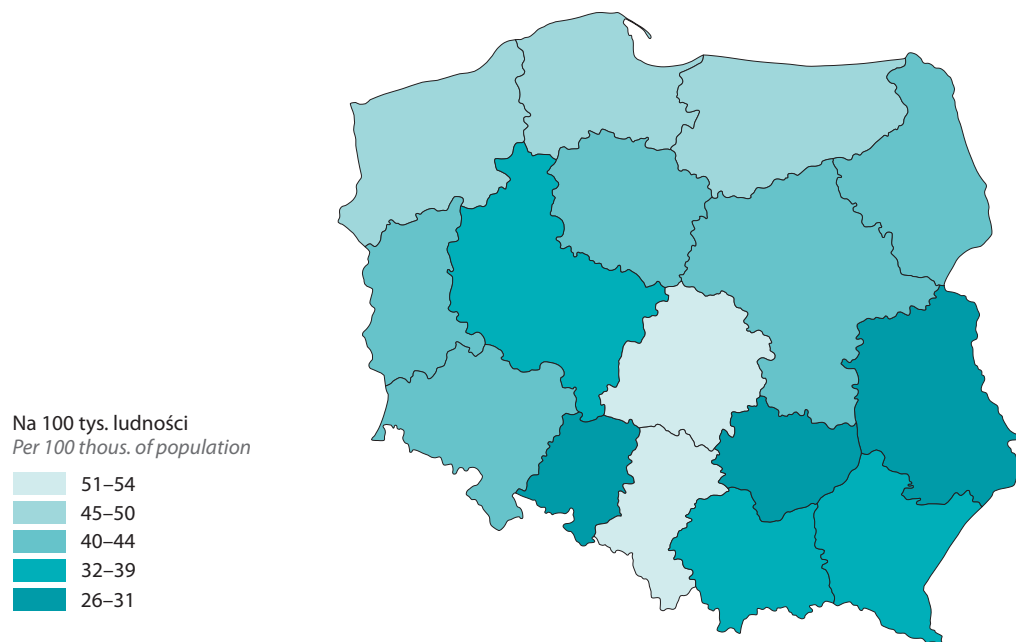 Na 100 tys. ludności
Per 100 thous. of population
51–54
45–50
40–44
32–39
26–31